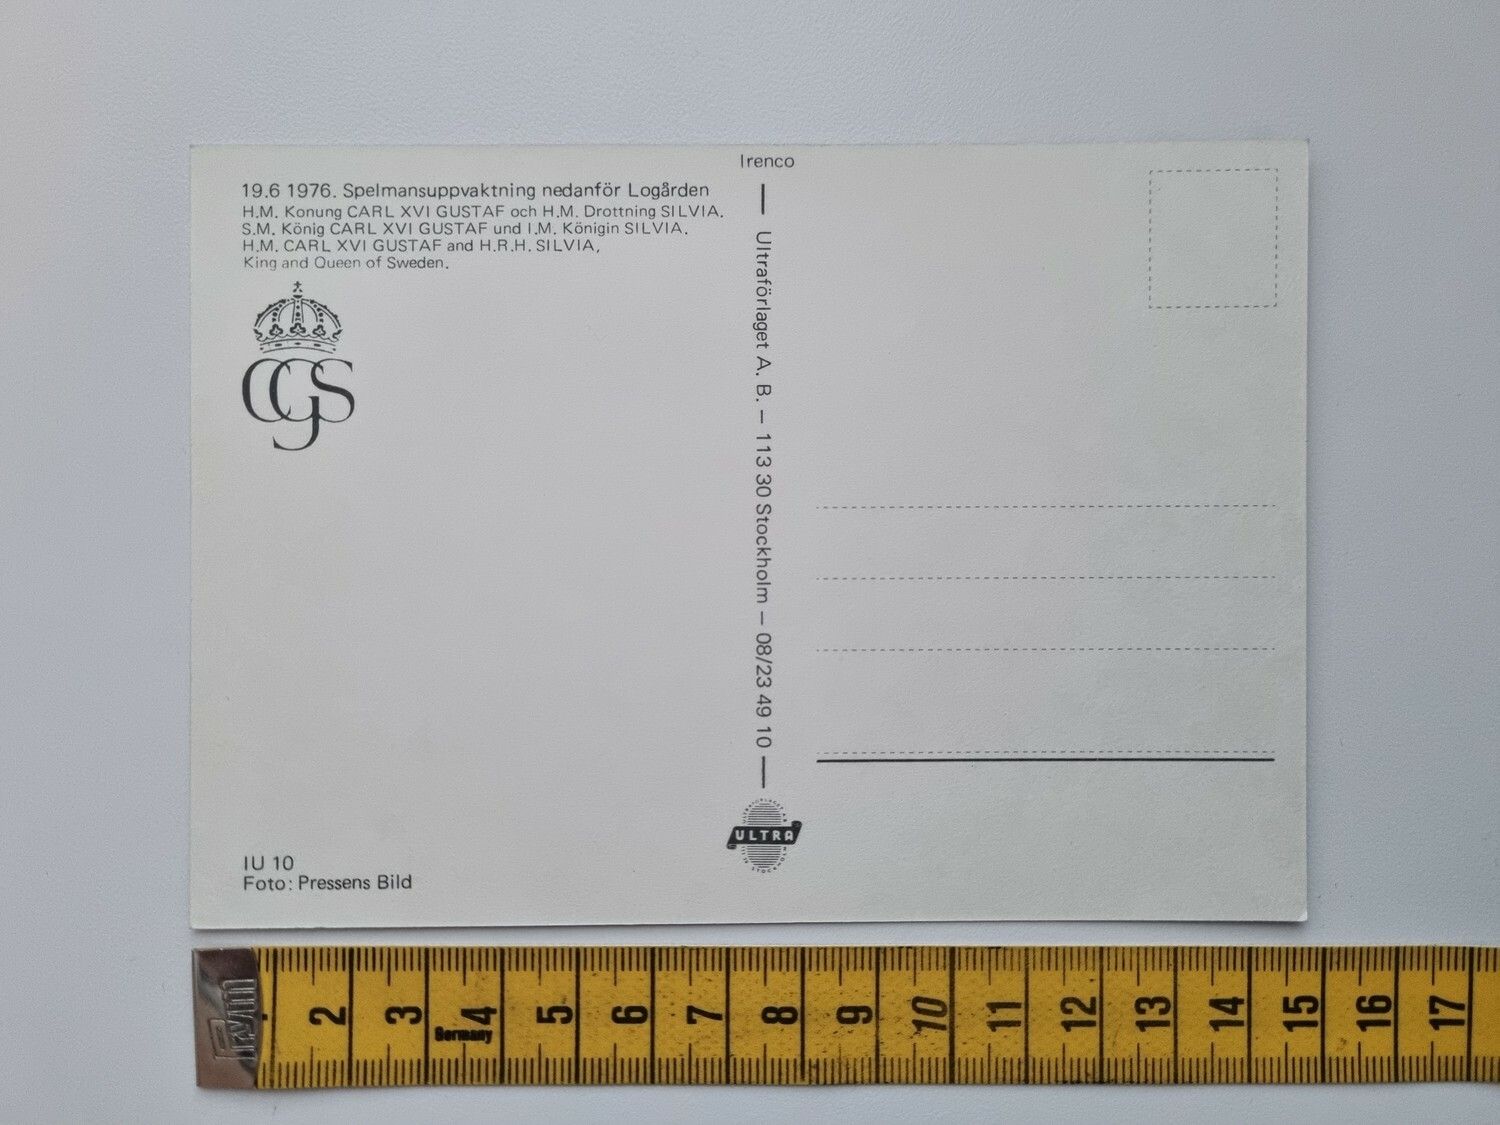 Irenco
19.6 1976. Spelmansuppvaktning nedanför Logården
H.M. Konung CARL XVI GUSTAF och H.M. Drottning SILVIA.
S.M. König CARL XVI GUSTAF und I.M. Königin SILVIA.
H.M. CARL XVI GUSTAF and H.R.H. SILVIA,
King and Queen of Sweden.
CGS
Ultraförlaget A. B. — 113 30 Stockholm — 08/23 49 10
ULTRA
IU 10
Foto: Pressens Bild
2 3 4 5 6 7 8 9 10 11 12 13 14 15 16 17
Germany